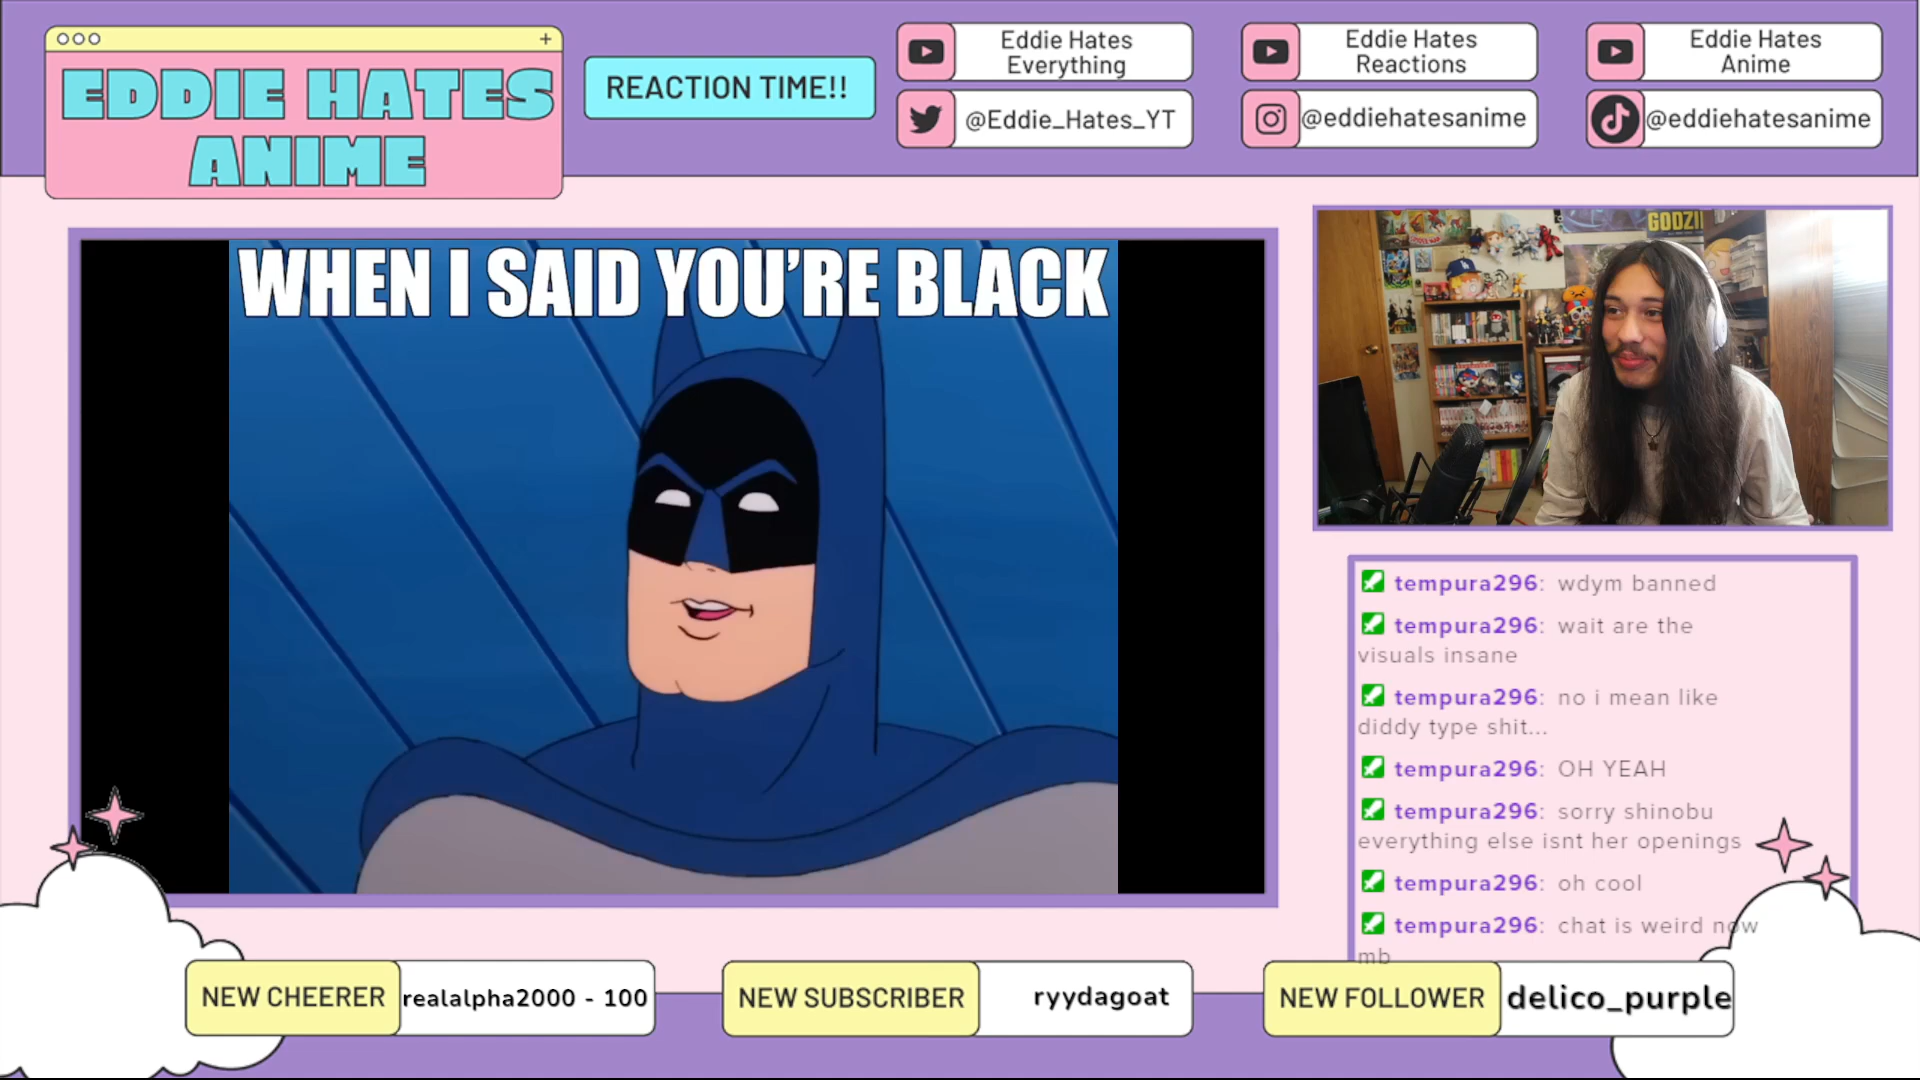 EDDIE HATES
ANIME
REACTION TIME!!
Eddie Hates
Everything
Eddie Hates
Reactions
Eddie Hates
Anime
@Eddie_Hates_YT
@eddiehatesanime
@eddiehatesanime
WHEN I SAID YOU'RE BLACK
GODZI
tempura296: wdym banned
tempura296: wait are the
visuals insane
tempura296: no i mean like
diddy type shit...
tempura296: OH YEAH
tempura296: sorry shinobu
everything else isnt her openings
tempura296: oh cool
tempura296: chat is weird now
mb
NEW CHEERER
realalpha2000 - 100
NEW SUBSCRIBER
ryydagoat
NEW FOLLOWER
delico_purple